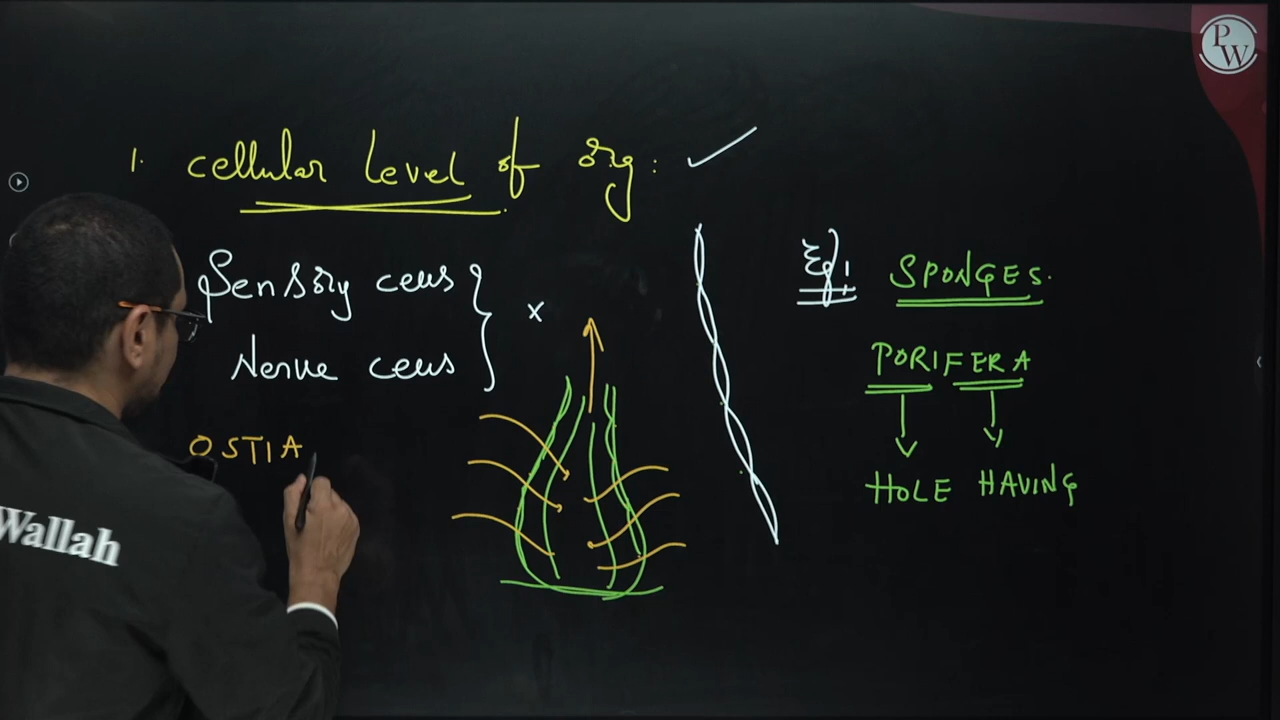 1. Cellular Level of org:
Sensory cells
Nerve cells
x
OSTIA
Eg!
SPONGES.
PORIFERA
HOLE HAVING
Wallah
PW